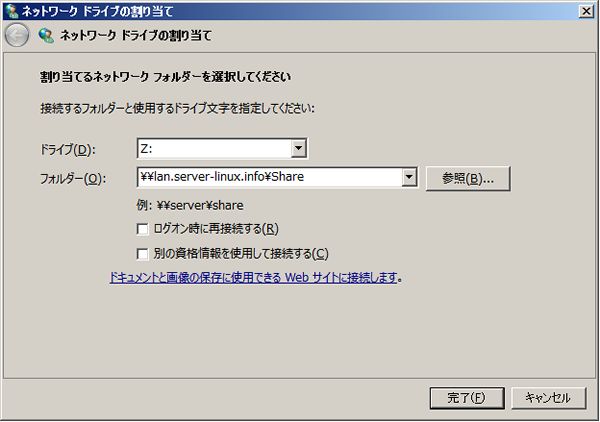 ネットワーク ドライブの割り当て
ネットワーク ドライブの割り当て
割り当てるネットワーク フォルダーを選択してください
接続するフォルダーと使用するドライブ文字を指定してください:
ドライブ(D): Z:
フォルダー(O): ¥¥lan.server-linux.info¥Share 参照(B)...
例: ¥¥server¥share
ログオン時に再接続する(R)
別の資格情報を使用して接続する(C)
ドキュメントと画像の保存に使用できる Web サイトに接続します。
完了(F) キャンセル